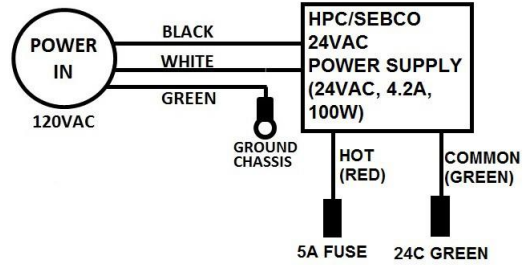 POWER
IN
120VAC
BLACK
WHITE
GREEN
GROUND
CHASSIS
HPC/SEBCO
24VAC
POWER SUPPLY
(24VAC, 4.2A,
100W)
HOT
(RED)
COMMON
(GREEN)
5A FUSE
24C GREEN